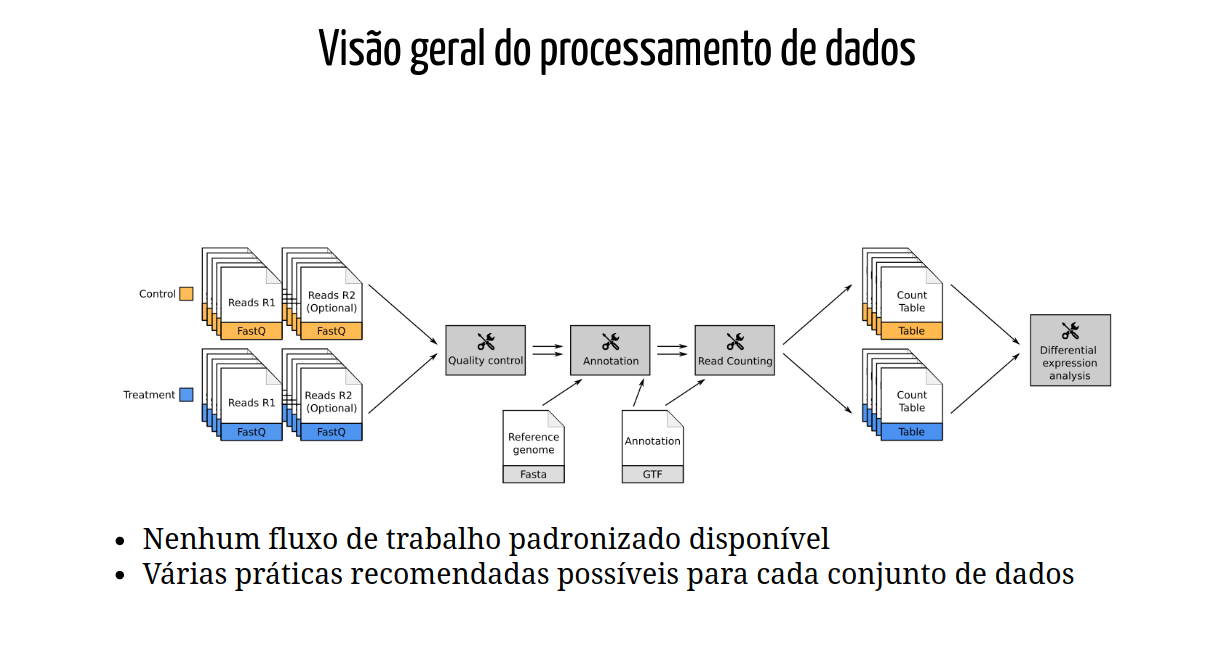 Visão geral do processamento de dados
Control
Reads R1
FastQ
Reads R2
(Optional)
FastQ
Treatment
Reads R1
FastQ
Reads R2
(Optional)
FastQ
Quality control
Annotation
Read Counting
Reference
genome
Fasta
Annotation
GTF
Count
Table
Table
Count
Table
Table
Differential
expression
analysis
Nenhum fluxo de trabalho padronizado disponível
Várias práticas recomendadas possíveis para cada conjunto de dados